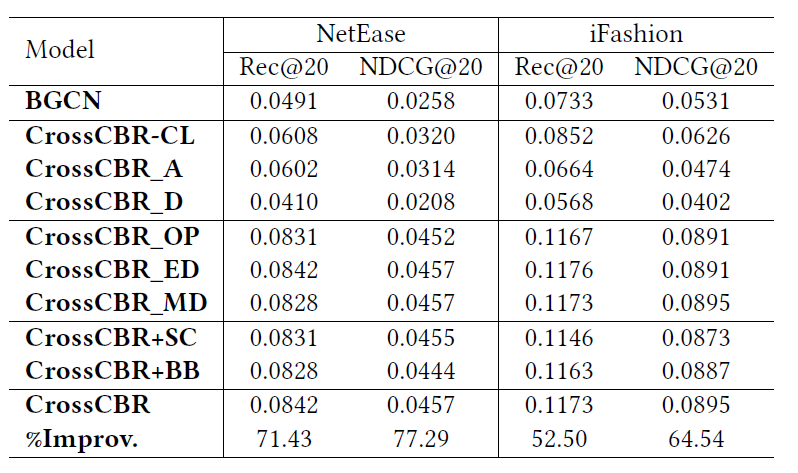 Model NetEase iFashion
Rec@20 NDCG@20 Rec@20 NDCG@20
BGCN 0.0491 0.0258 0.0733 0.0531
CrossCBR-CL 0.0608 0.0320 0.0852 0.0626
CrossCBR_A 0.0602 0.0314 0.0664 0.0474
CrossCBR_D 0.0410 0.0208 0.0568 0.0402
CrossCBR_OP 0.0831 0.0452 0.1167 0.0891
CrossCBR_ED 0.0842 0.0457 0.1176 0.0891
CrossCBR_MD 0.0828 0.0457 0.1173 0.0895
CrossCBR+SC 0.0831 0.0455 0.1146 0.0873
CrossCBR+BB 0.0828 0.0444 0.1163 0.0887
CrossCBR 0.0842 0.0457 0.1173 0.0895
%Improv. 71.43 77.29 52.50 64.54